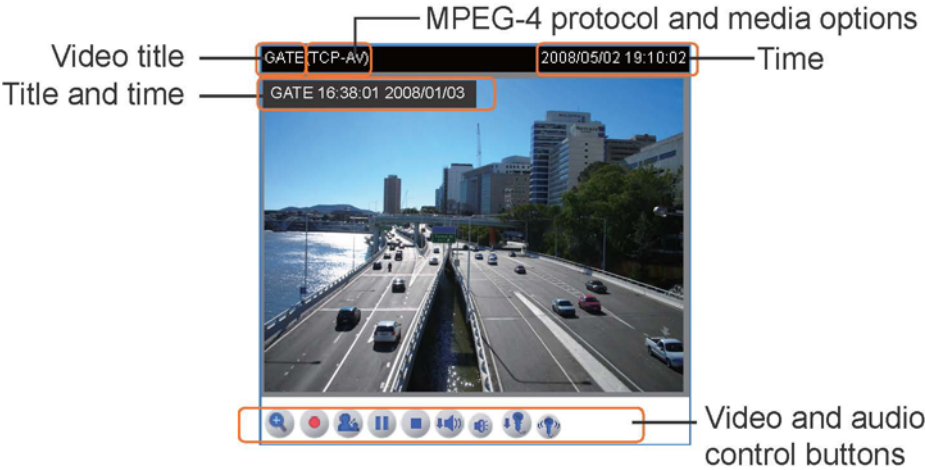 MPEG-4 protocol and media options
Video title
GATE(TCP-AV)
2008/05/02 19:10:02
Time
Title and time
GATE 16:38:01 2008/01/03
Video and audio
control buttons